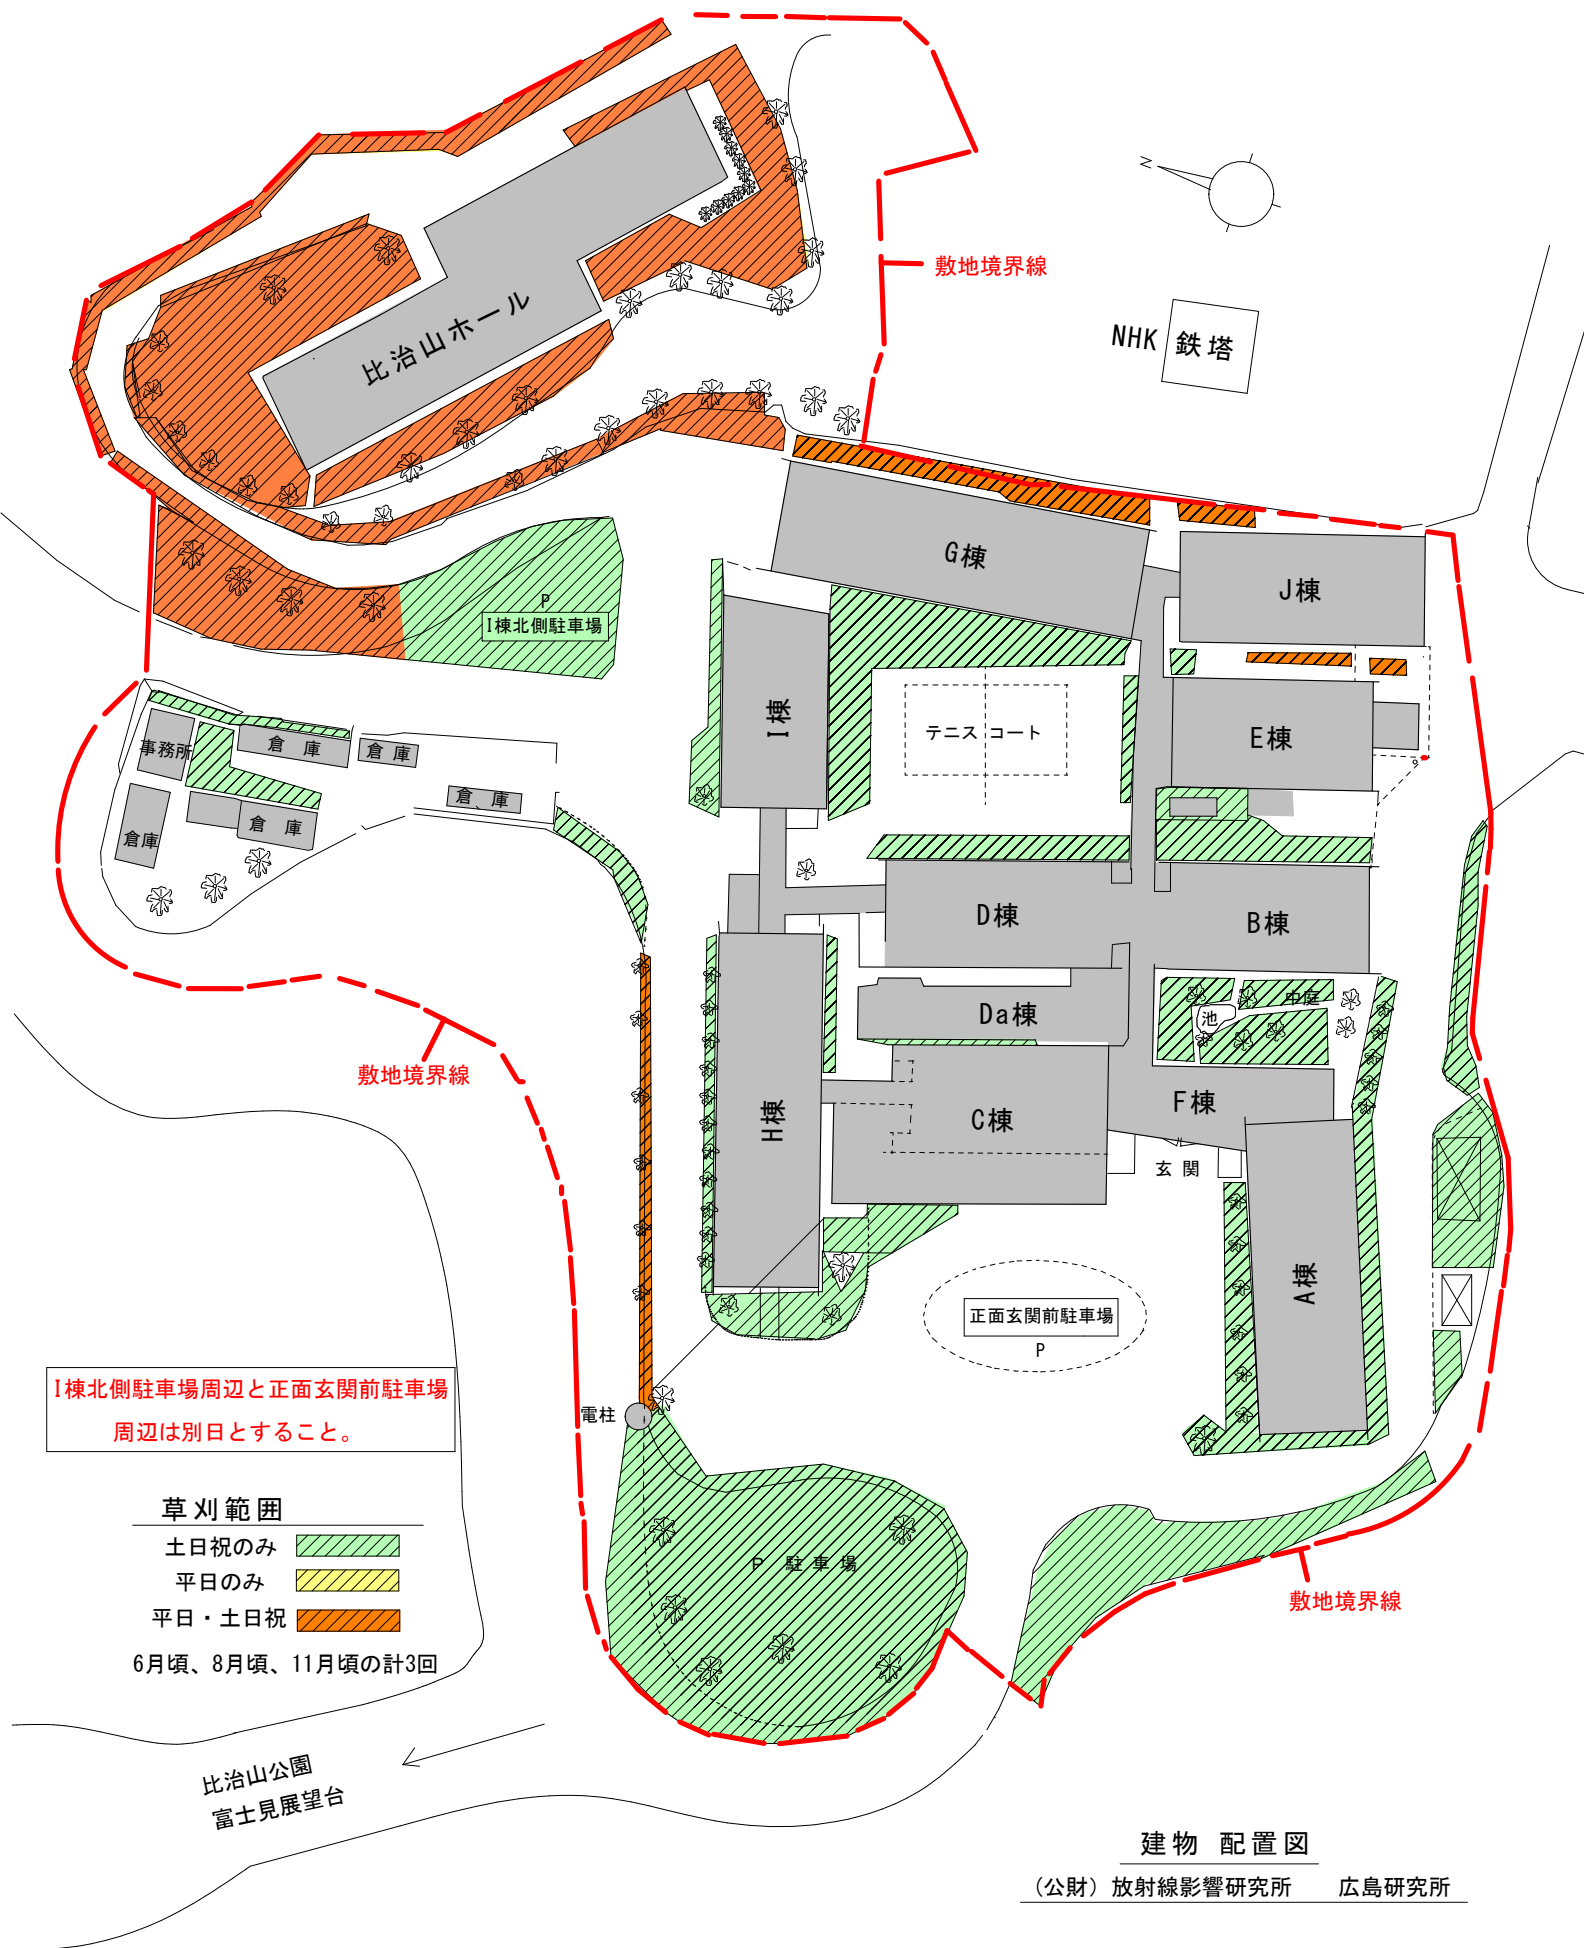 N
敷地境界線
NHK 鉄塔
比治山ホール
G棟
J棟
P
I棟北側駐車場
I棟
テニス コート
E棟
事務所
倉 庫
倉 庫
倉 庫
倉庫
倉 庫
D棟
B棟
Da棟
池
中庭
敷地境界線
H棟
C棟
F棟
玄 関
A棟
正面玄関前駐車場
P
I棟北側駐車場周辺と正面玄関前駐車場
周辺は別日とすること。
電柱
草刈範囲
土日祝のみ
平日のみ
平日・土日祝
6月頃、8月頃、11月頃の計3回
P 駐車場
敷地境界線
比治山公園
富士見展望台
建物 配置図
(公財)放射線影響研究所 広島研究所